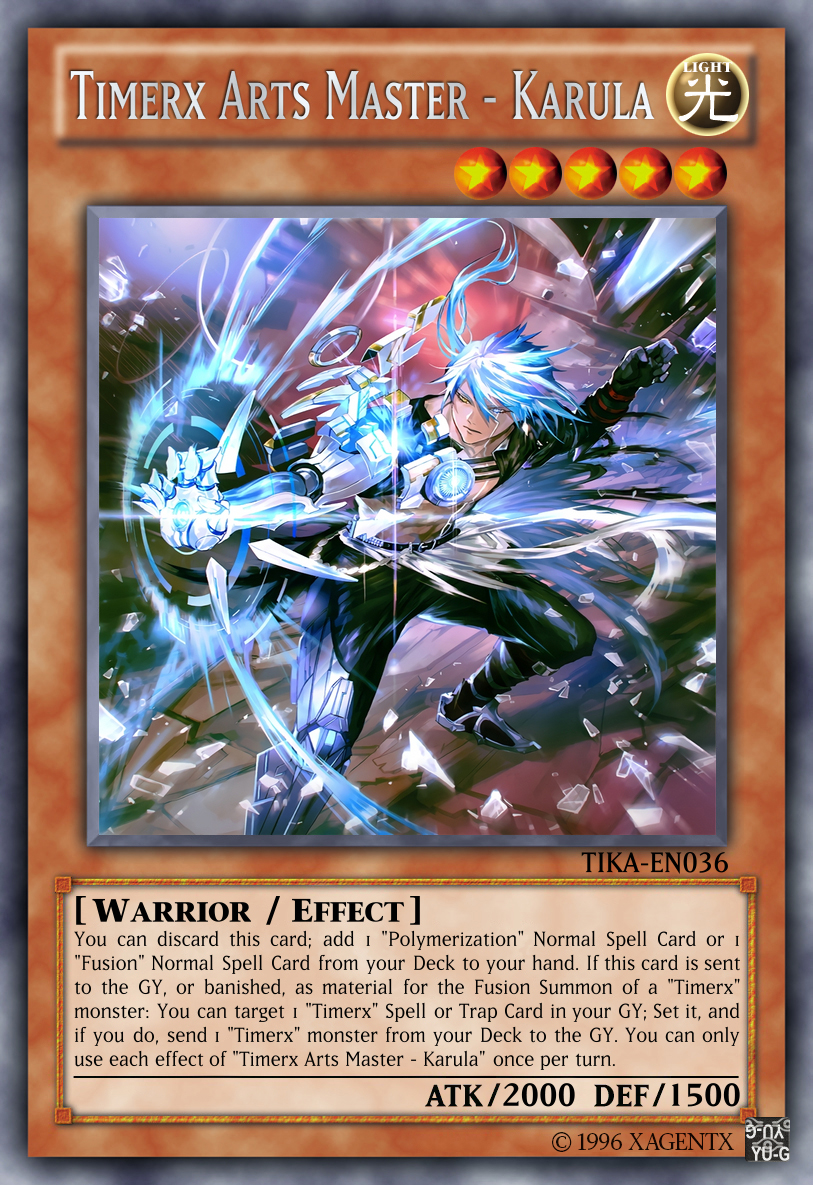 Timerx Arts Master - Karula
LIGHT
光
TIKA-EN036
[ Warrior / Effect ]
You can discard this card; add 1 "Polymerization" Normal Spell Card or 1
"Fusion" Normal Spell Card from your Deck to your hand. If this card is sent
to the GY, or banished, as material for the Fusion Summon of a "Timerx"
monster: You can target 1 "Timerx" Spell or Trap Card in your GY; Set it, and
if you do, send 1 "Timerx" monster from your Deck to the GY. You can only
use each effect of "Timerx Arts Master - Karula" once per turn.
ATK/2000 DEF/1500
© 1996 XAGENTX
YU-G
YU-G